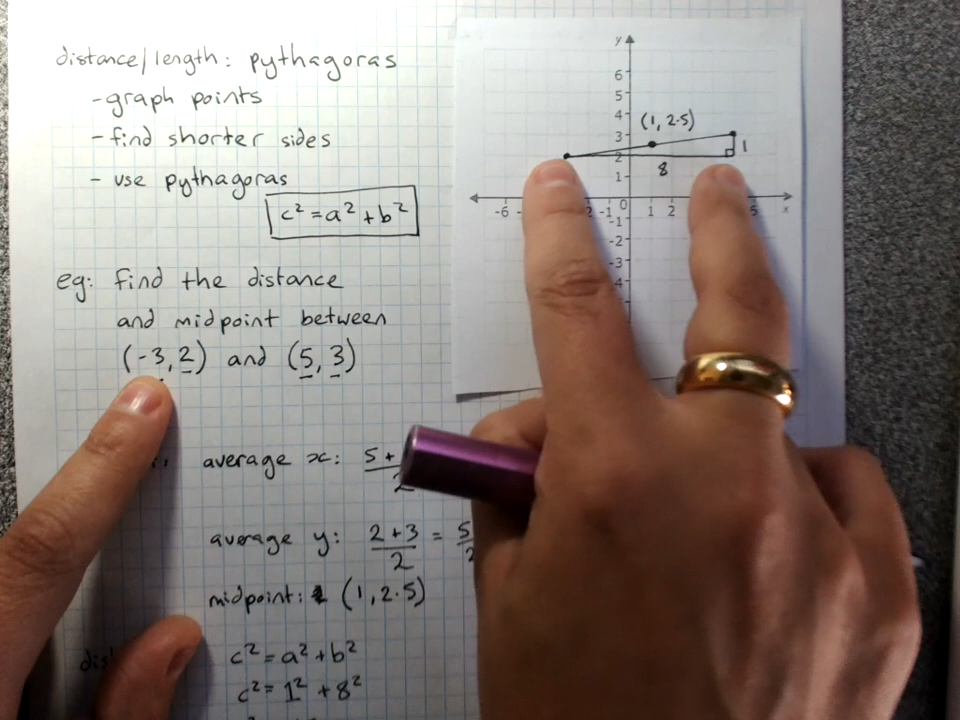 distance/length: pythagoras
- graph points
- find shorter sides
- use pythagoras
c² = a² + b²
eg: find the distance
and midpoint between
(-3, 2) and (5, 3)
average x: 5 +
2
average y: 2 + 3 = 5
2 2
midpoint: (1, 2.5)
dis
c² = a² + b²
c² = 1² + 8²
y
6
5
4
3
2
1
(1, 2.5)
1
8
-6 2 -1 0 1 2 5 x
-1
-2
-3
4